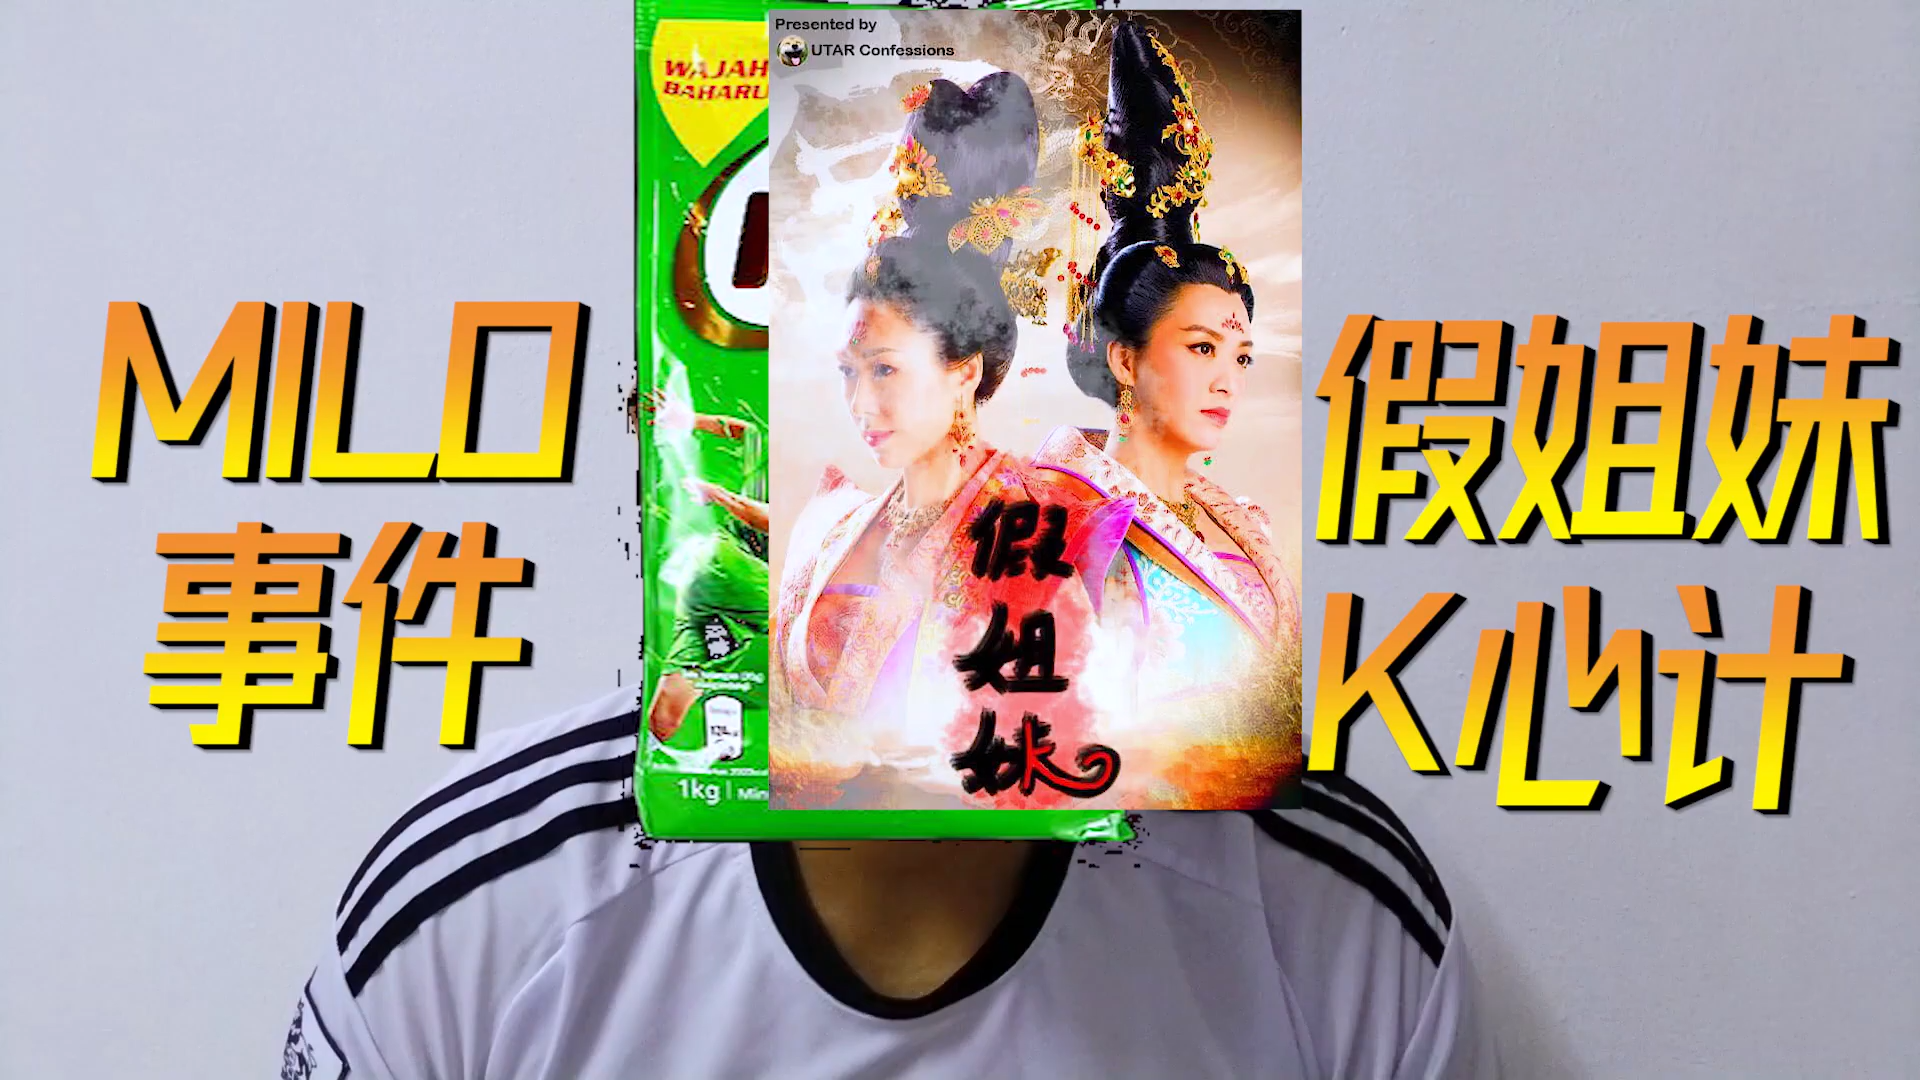 Presented by
UTAR Confessions
WAJAH
BAHARU
MILO
事件
假姐妹
K心计
假
姐
妹
1kg | Min